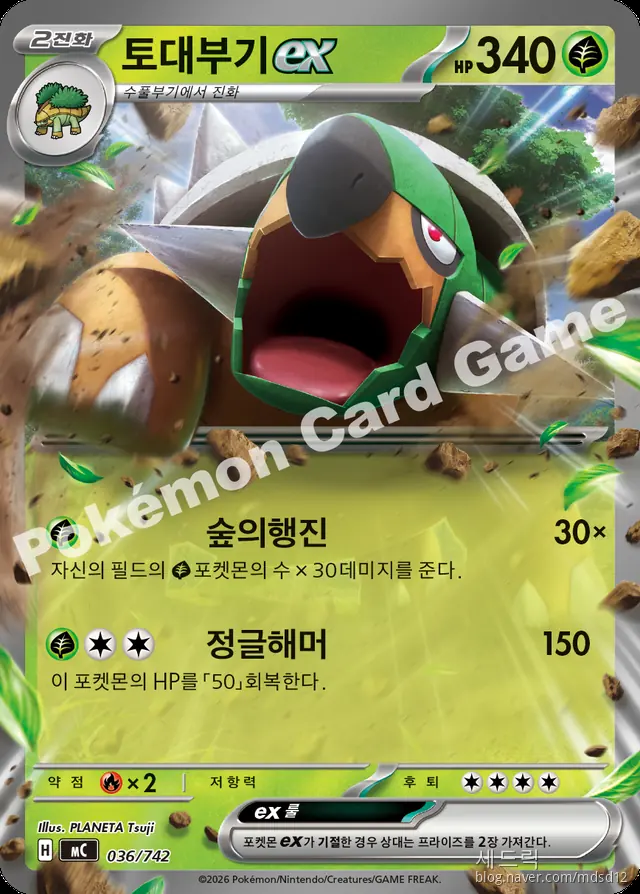 2진화
토대부기 ex
HP 340
수풀부기에서 진화
Pokémon Card Game
숲의행진 30×
자신의 필드의 포켓몬의 수×30데미지를 준다.
정글해머 150
이 포켓몬의 HP를 「50」회복한다.
약점 ×2 저항력 후퇴
ex 룰
포켓몬 ex가 기절한 경우 상대는 프라이즈를 2장 가져간다.
Illus. PLANETA Tsuji
H mC 036/742
©2026 Pokémon/Nintendo/Creatures/GAME FREAK.
세드릭
blog.naver.com/mdsd12